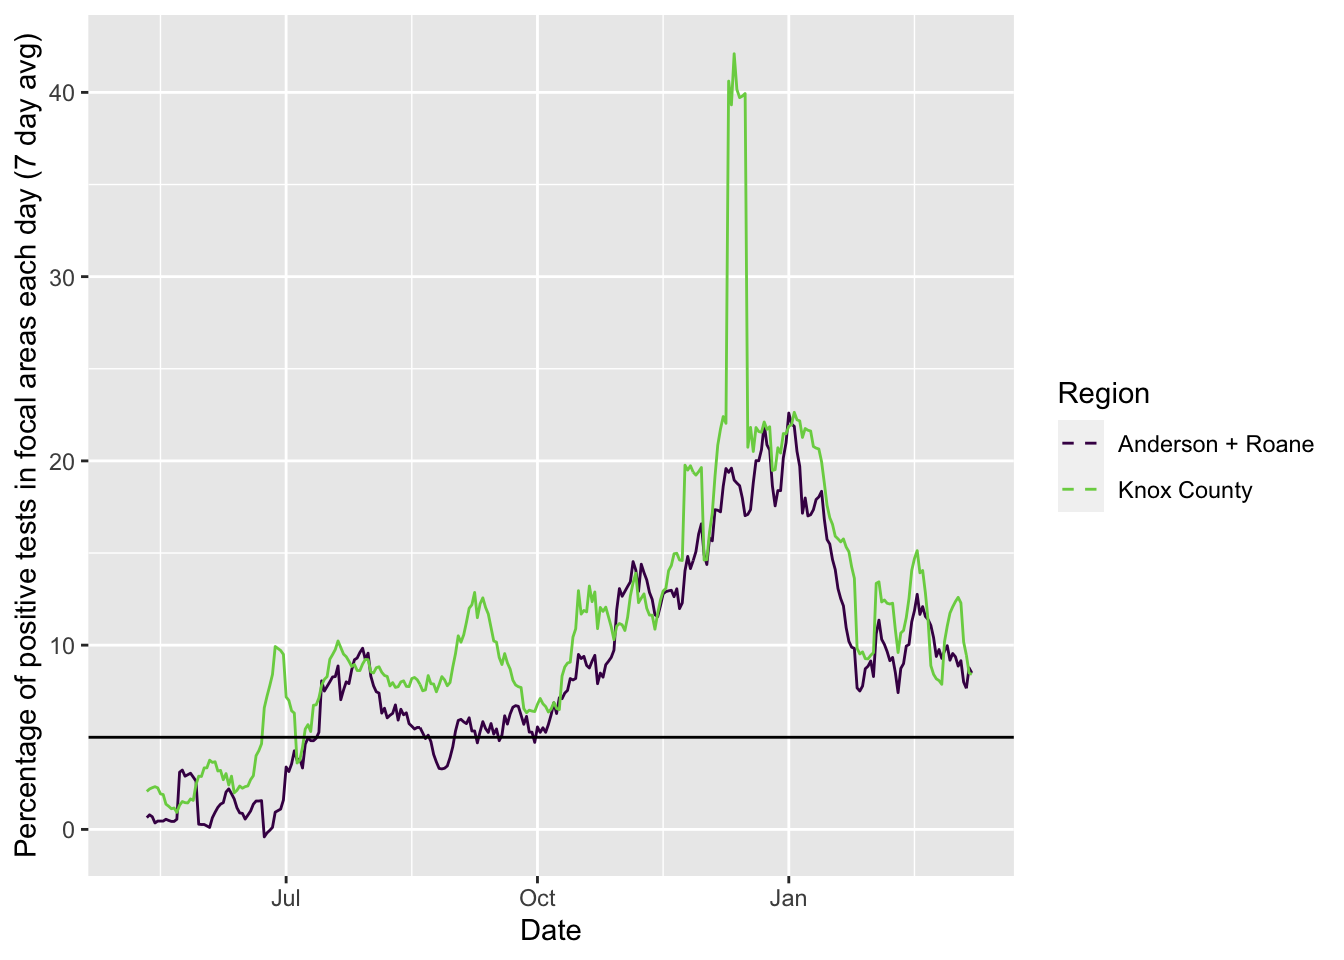 Percentage of positive tests in focal areas each day (7 day avg)
40
30
20
10
0
Jul
Oct
Jan
Date
Region
Anderson + Roane
Knox County